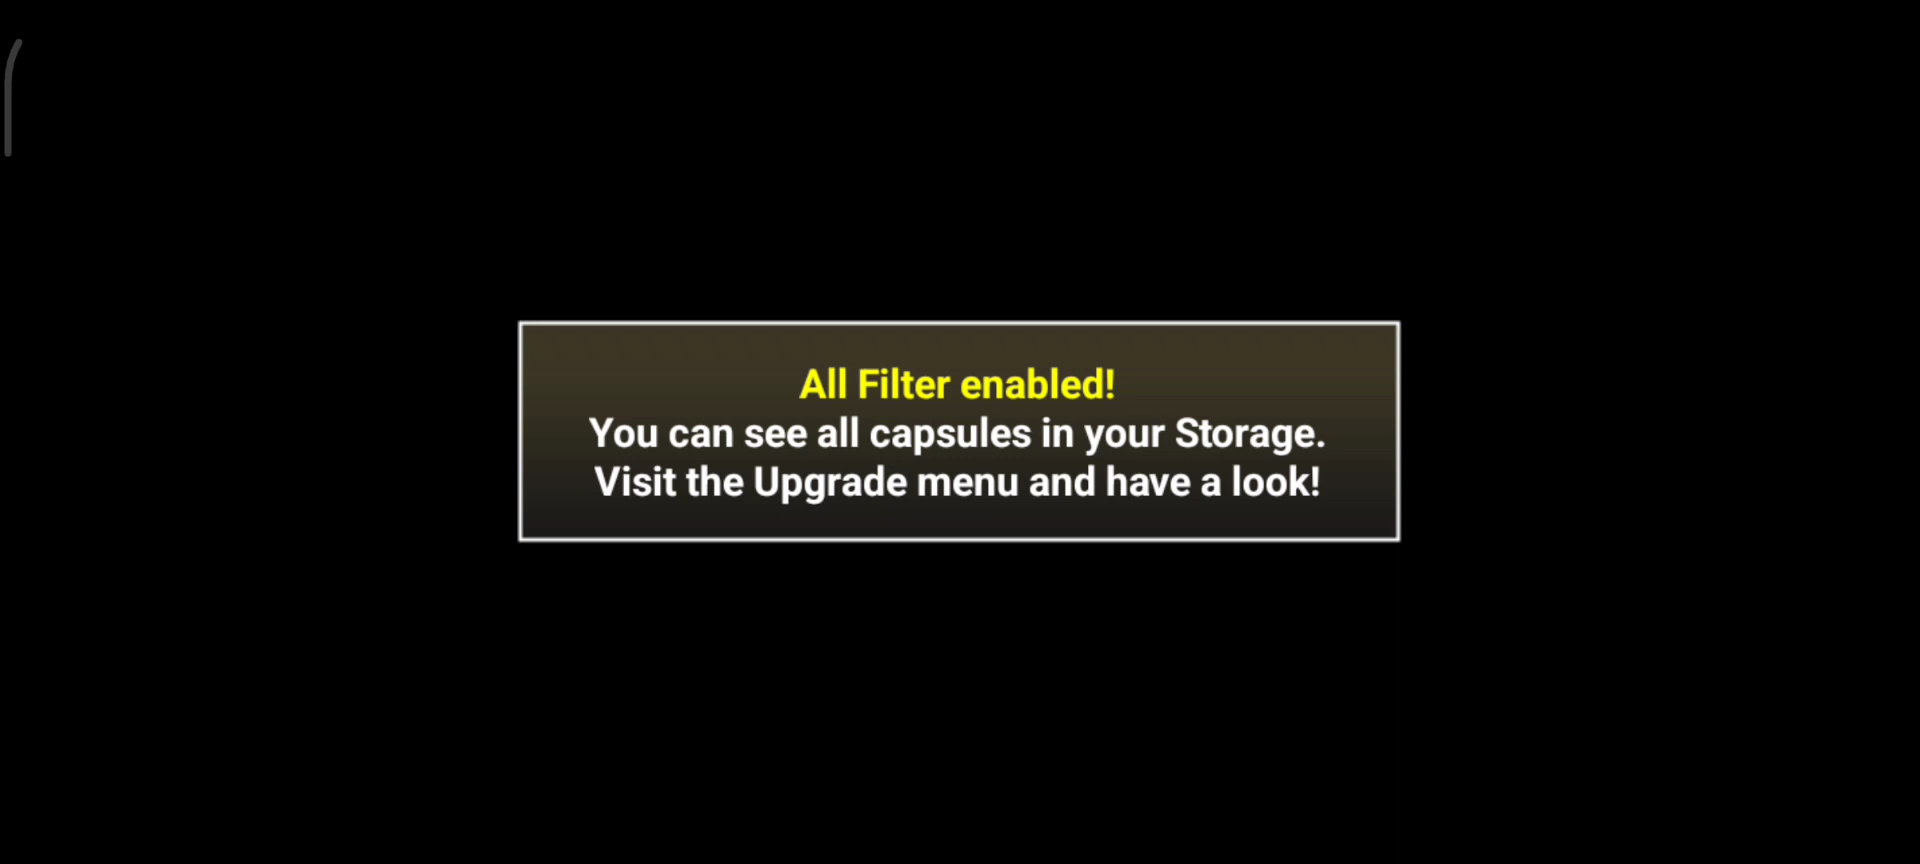 All Filter enabled!
You can see all capsules in your Storage.
Visit the Upgrade menu and have a look!